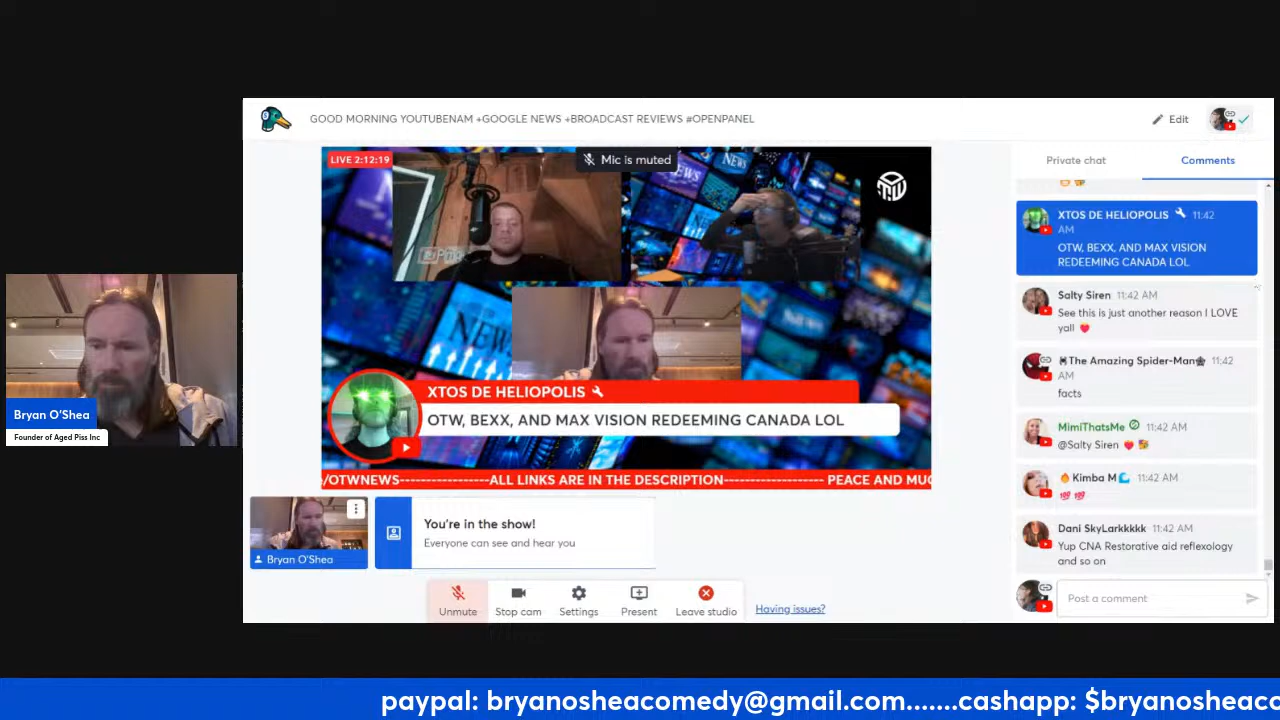 GOOD MORNING YOUTUBENAM +GOOGLE NEWS +BROADCAST REVIEWS #OPENPANEL
Edit
LIVE 2:12:19
Mic is muted
NEWS
NEWS
XTOS DE HELIOPOLIS
OTW, BEXX, AND MAX VISION REDEEMING CANADA LOL
/OTWNEWS-----------------ALL LINKS ARE IN THE DESCRIPTION------------------ PEACE AND MUC
Bryan O'Shea
Founder of Aged Piss Inc
Bryan O'Shea
You're in the show!
Everyone can see and hear you
Unmute
Stop cam
Settings
Present
Leave studio
Having issues?
Private chat
Comments
XTOS DE HELIOPOLIS 11:42
AM
OTW, BEXX, AND MAX VISION
REDEEMING CANADA LOL
Salty Siren 11:42 AM
See this is just another reason I LOVE
yall ❤️
🕷The Amazing Spider-Man🕷 11:42
AM
facts
MimiThatsMe 11:42 AM
@Salty Siren ❤️
🔥Kimba M🌊 11:42 AM
💯 💯
Dani SkyLarkkkkk 11:42 AM
Yup CNA Restorative aid reflexology
and so on
Post a comment
paypal: bryanosheacomedy@gmail.com.......cashapp: $bryanosheaco